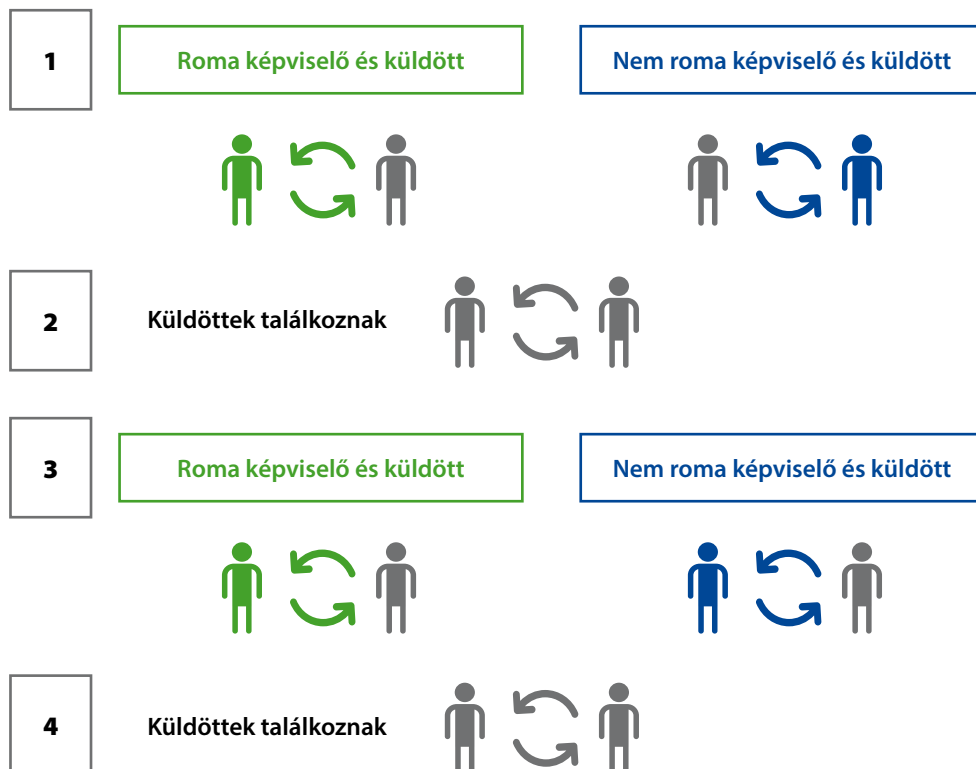 1
Roma képviselő és küldött
Nem roma képviselő és küldött
2
Küldöttek találkoznak
3
Roma képviselő és küldött
Nem roma képviselő és küldött
4
Küldöttek találkoznak